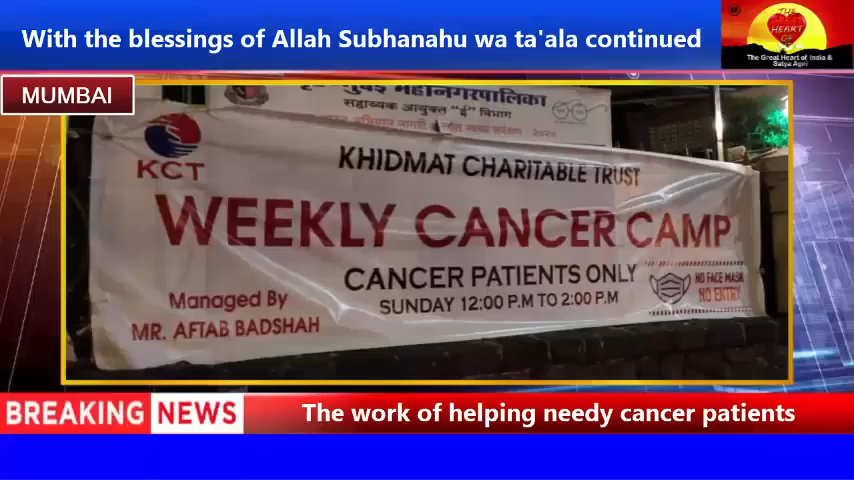 With the blessings of Allah Subhanahu wa ta'ala continued
THE
GREAT HEART
OF
The Great Heart of India &
Satya Agni
MUMBAI
मुंबई महानगरपालिका
सहाय्यक आयुक्त "ई" विभाग
KCT
KHIDMAT CHARITABLE TRUST
WEEKLY CANCER CAMP
CANCER PATIENTS ONLY
SUNDAY 12:00 P.M TO 2:00 P.M
Managed By
MR. AFTAB BADSHAH
NO FACE MASK
NO ENTRY
BREAKING NEWS
The work of helping needy cancer patients